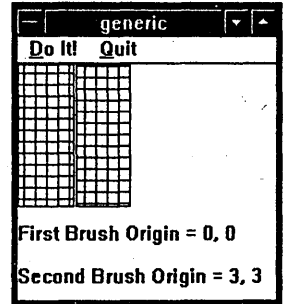 generic
Do It! Quit
First Brush Origin = 0, 0
Second Brush Origin = 3, 3